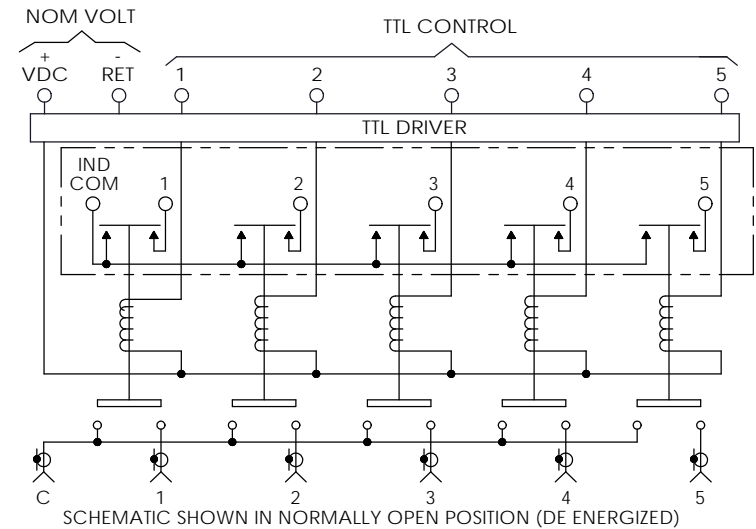 NOM VOLT
TTL CONTROL
+ -
VDC RET 1 2 3 4 5
TTL DRIVER
IND
COM 1 2 3 4 5
C 1 2 3 4 5
SCHEMATIC SHOWN IN NORMALLY OPEN POSITION (DE ENERGIZED)